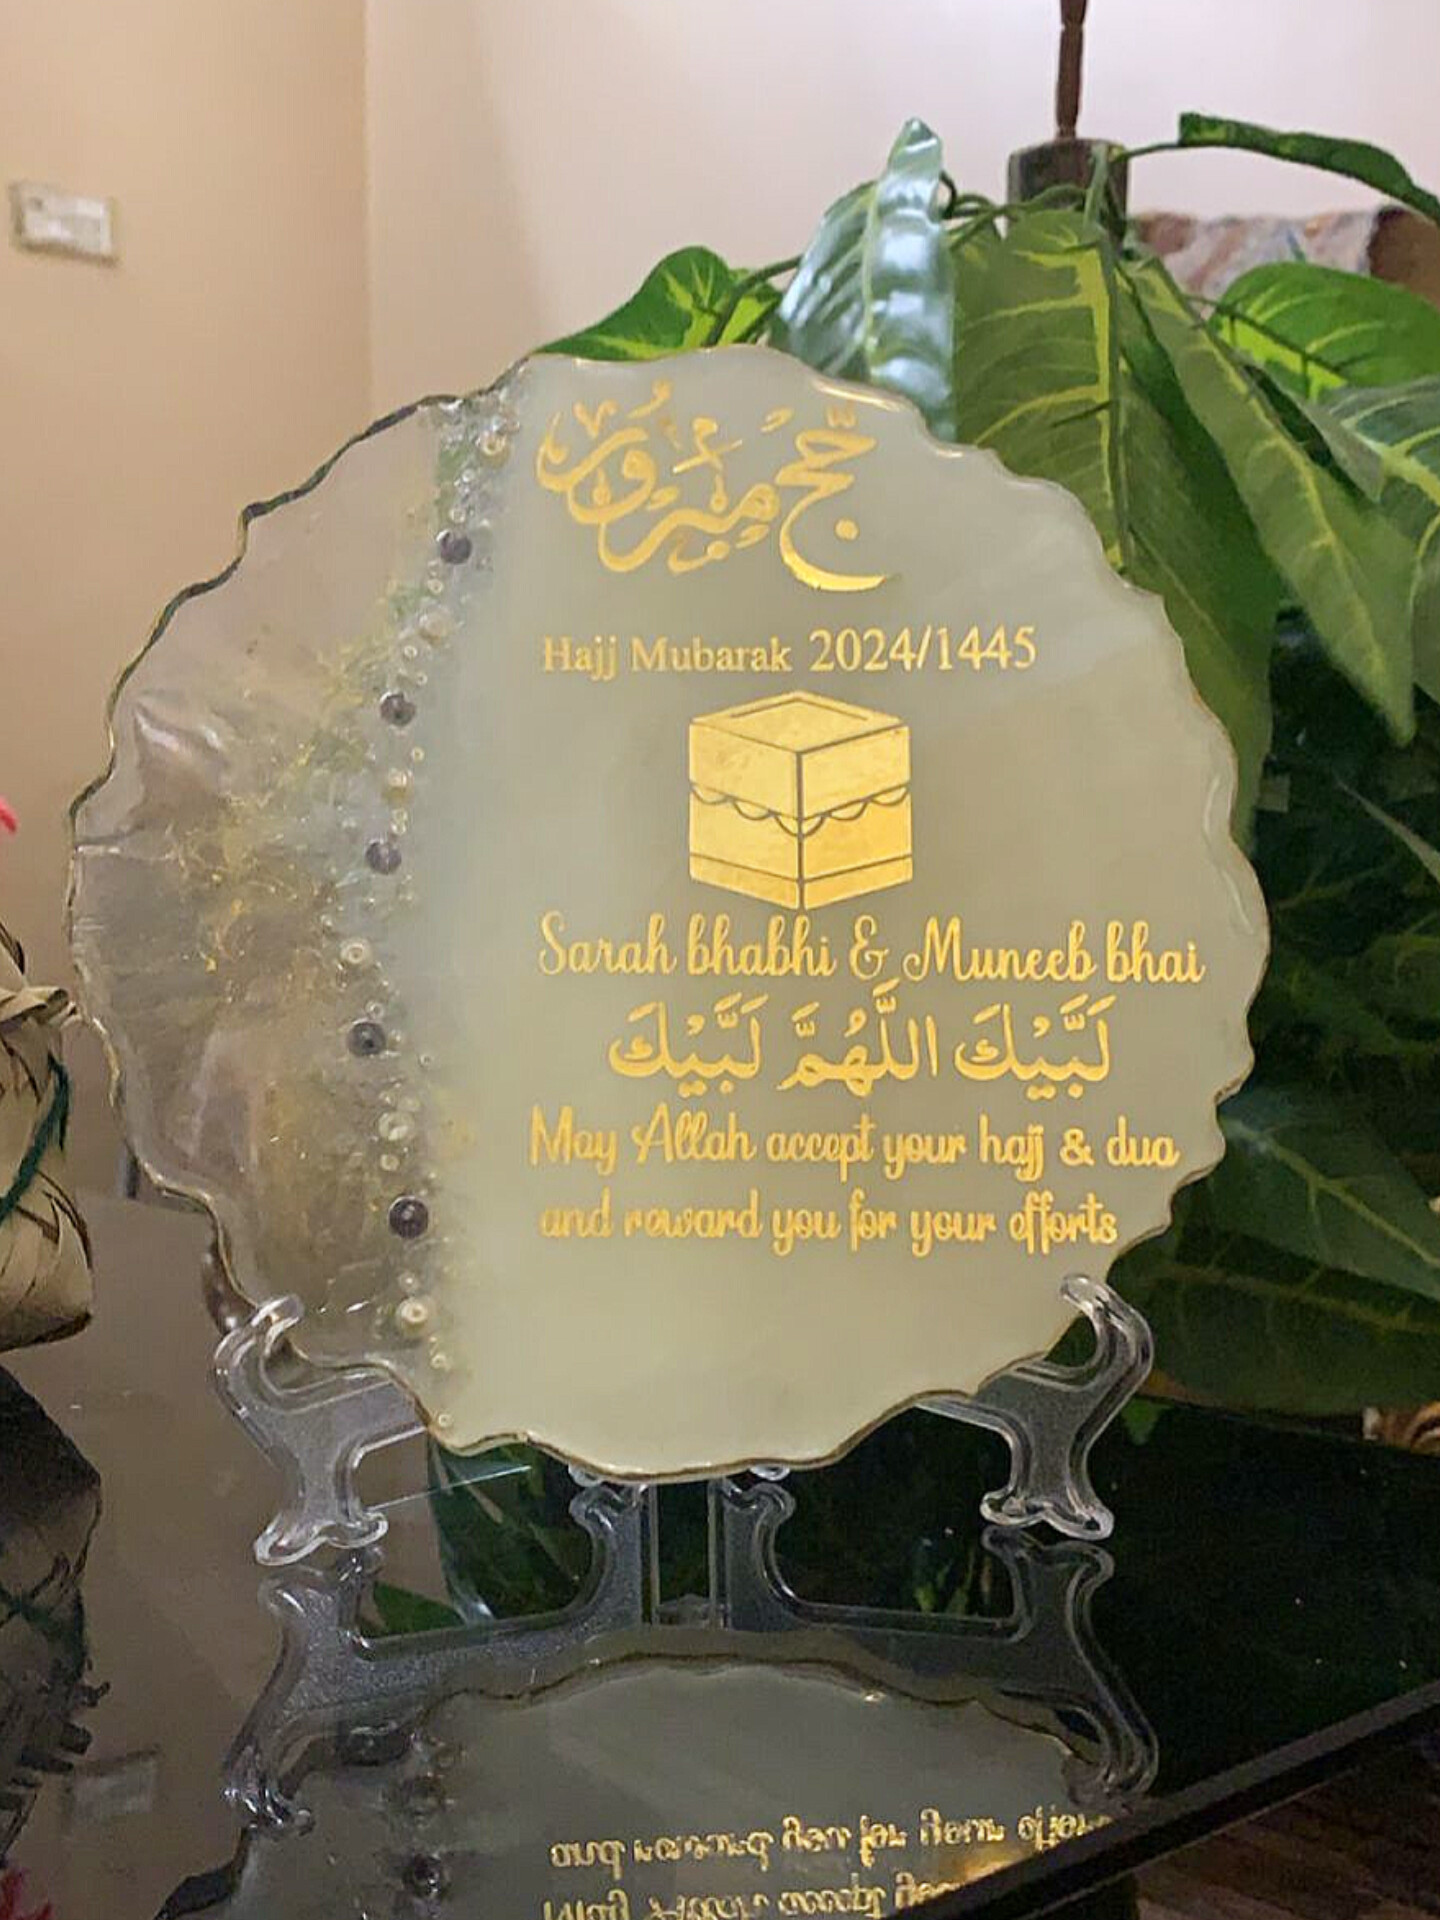 حج مبرور
Hajj Mubarak 2024/1445
Sarah bhabhi & Muneeb bhai
لَبَّيْكَ اللَّهُمَّ لَبَّيْكَ
May Allah accept your hajj & dua
and reward you for your efforts